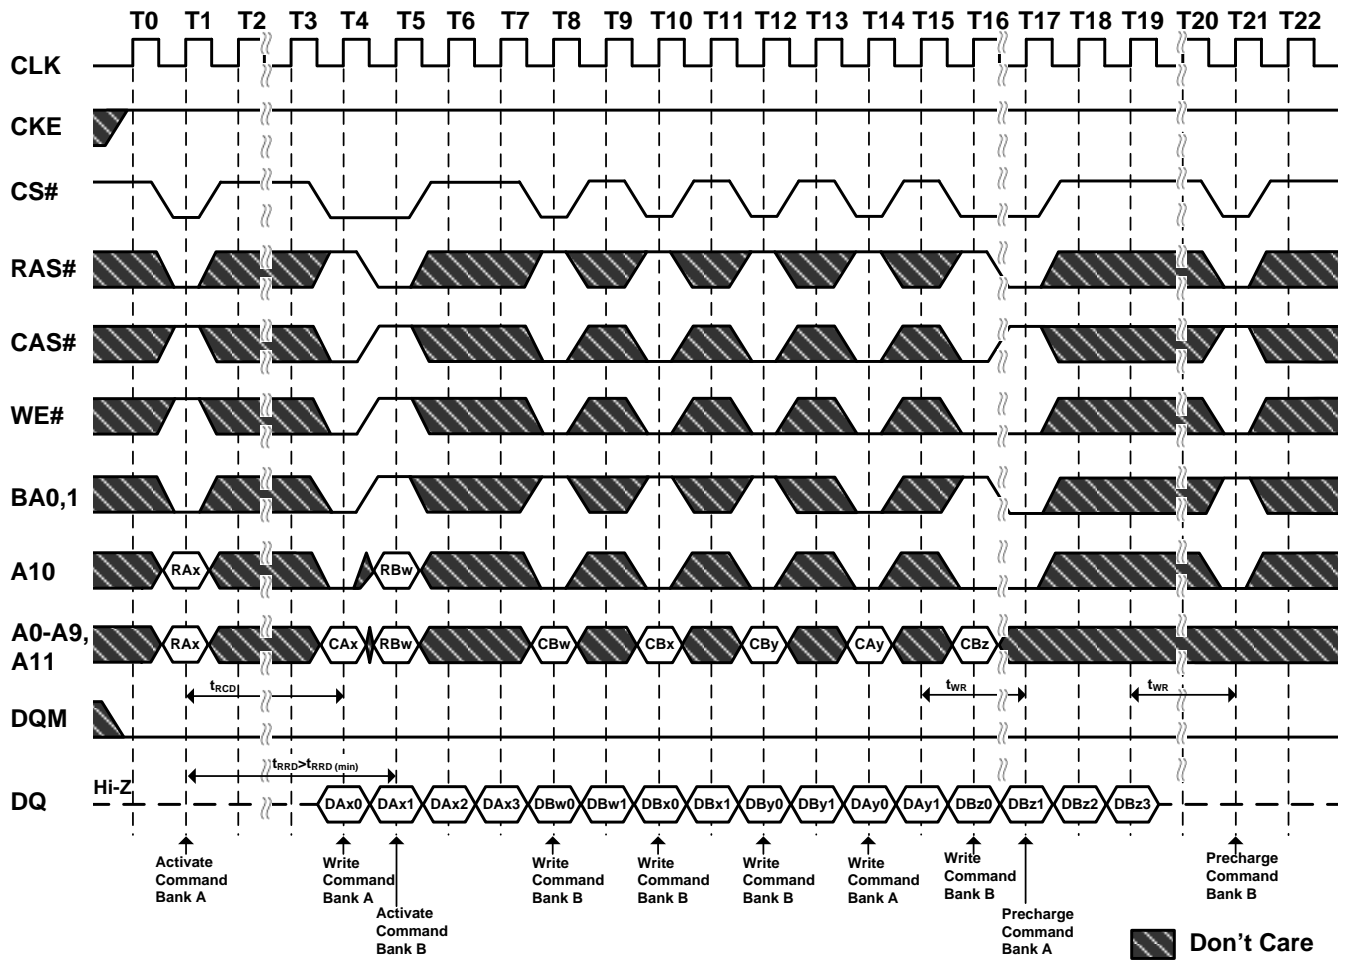 T0 T1 T2 T3 T4 T5 T6 T7 T8 T9 T10 T11 T12 T13 T14 T15 T16 T17 T18 T19 T20 T21 T22
CLK
CKE
CS#
RAS#
CAS#
WE#
BA0,1
A10
RAx RBw
A0-A9,
A11
RAx CAx RBw CBw CBx CBy CAy CBz
tRCD tWR tWR
DQM
tRRD>tRRD (min)
Hi-Z
DQ
DAx0 DAx1 DAx2 DAx3 DBw0 DBw1 DBx0 DBx1 DBy0 DBy1 DAy0 DAy1 DBz0 DBz1 DBz2 DBz3
Activate
Command
Bank A
Write
Command
Bank A
Activate
Command
Bank B
Write
Command
Bank B
Write
Command
Bank B
Write
Command
Bank B
Write
Command
Bank A
Write
Command
Bank B
Precharge
Command
Bank A
Precharge
Command
Bank B
Don't Care